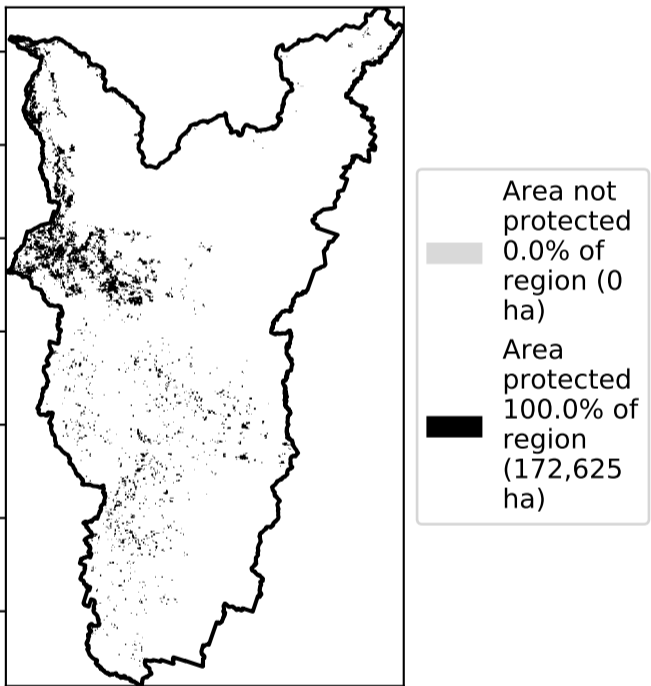 Area not
protected
0.0% of
region (0
ha)
Area
protected
100.0% of
region
(172,625
ha)